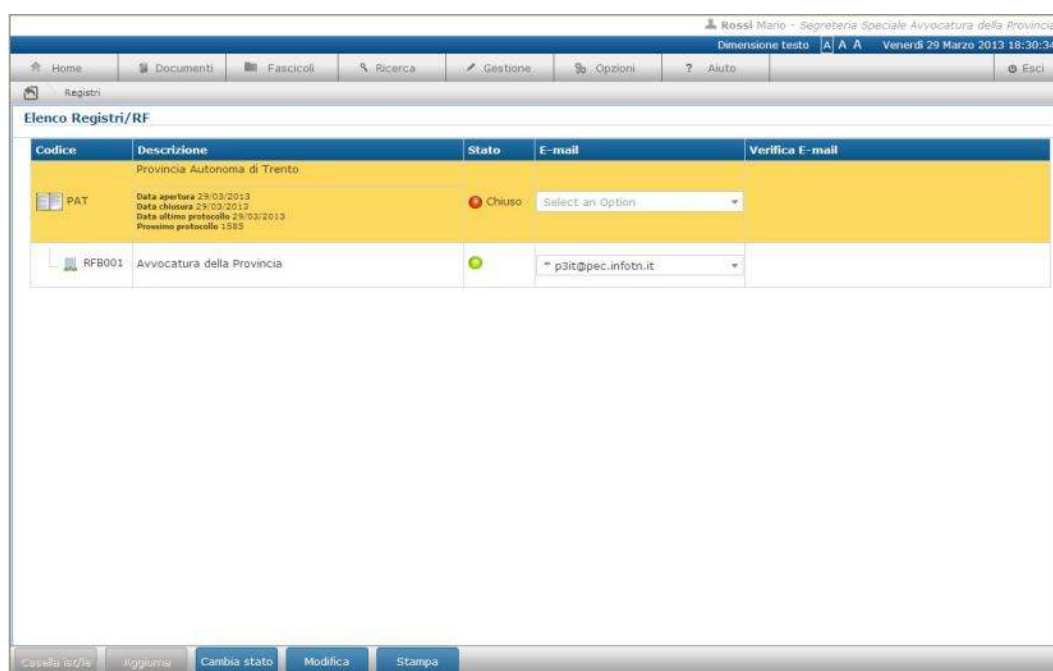 Rossi Mario - Segreteria Speciale Avvocatura della Provincia
Dimensione testo A A A Venerdì 29 Marzo 2013 18:30:34
Home Documenti Fascicoli Ricerca Gestione Opzioni ? Aiuto Esci
Registri
Elenco Registri/RF
Codice Descrizione Stato E-mail Verifica E-mail
Provincia Autonoma di Trento
PAT
Data apertura 29/03/2013
Data chiusura 29/03/2013
Data ultimo protocollo 29/03/2013
Prossimo protocollo 1585
Chiuso Select an Option
RFB001 Avvocatura della Provincia * p3it@pec.infotn.it
Casella ist/le Aggiorna Cambia stato Modifica Stampa